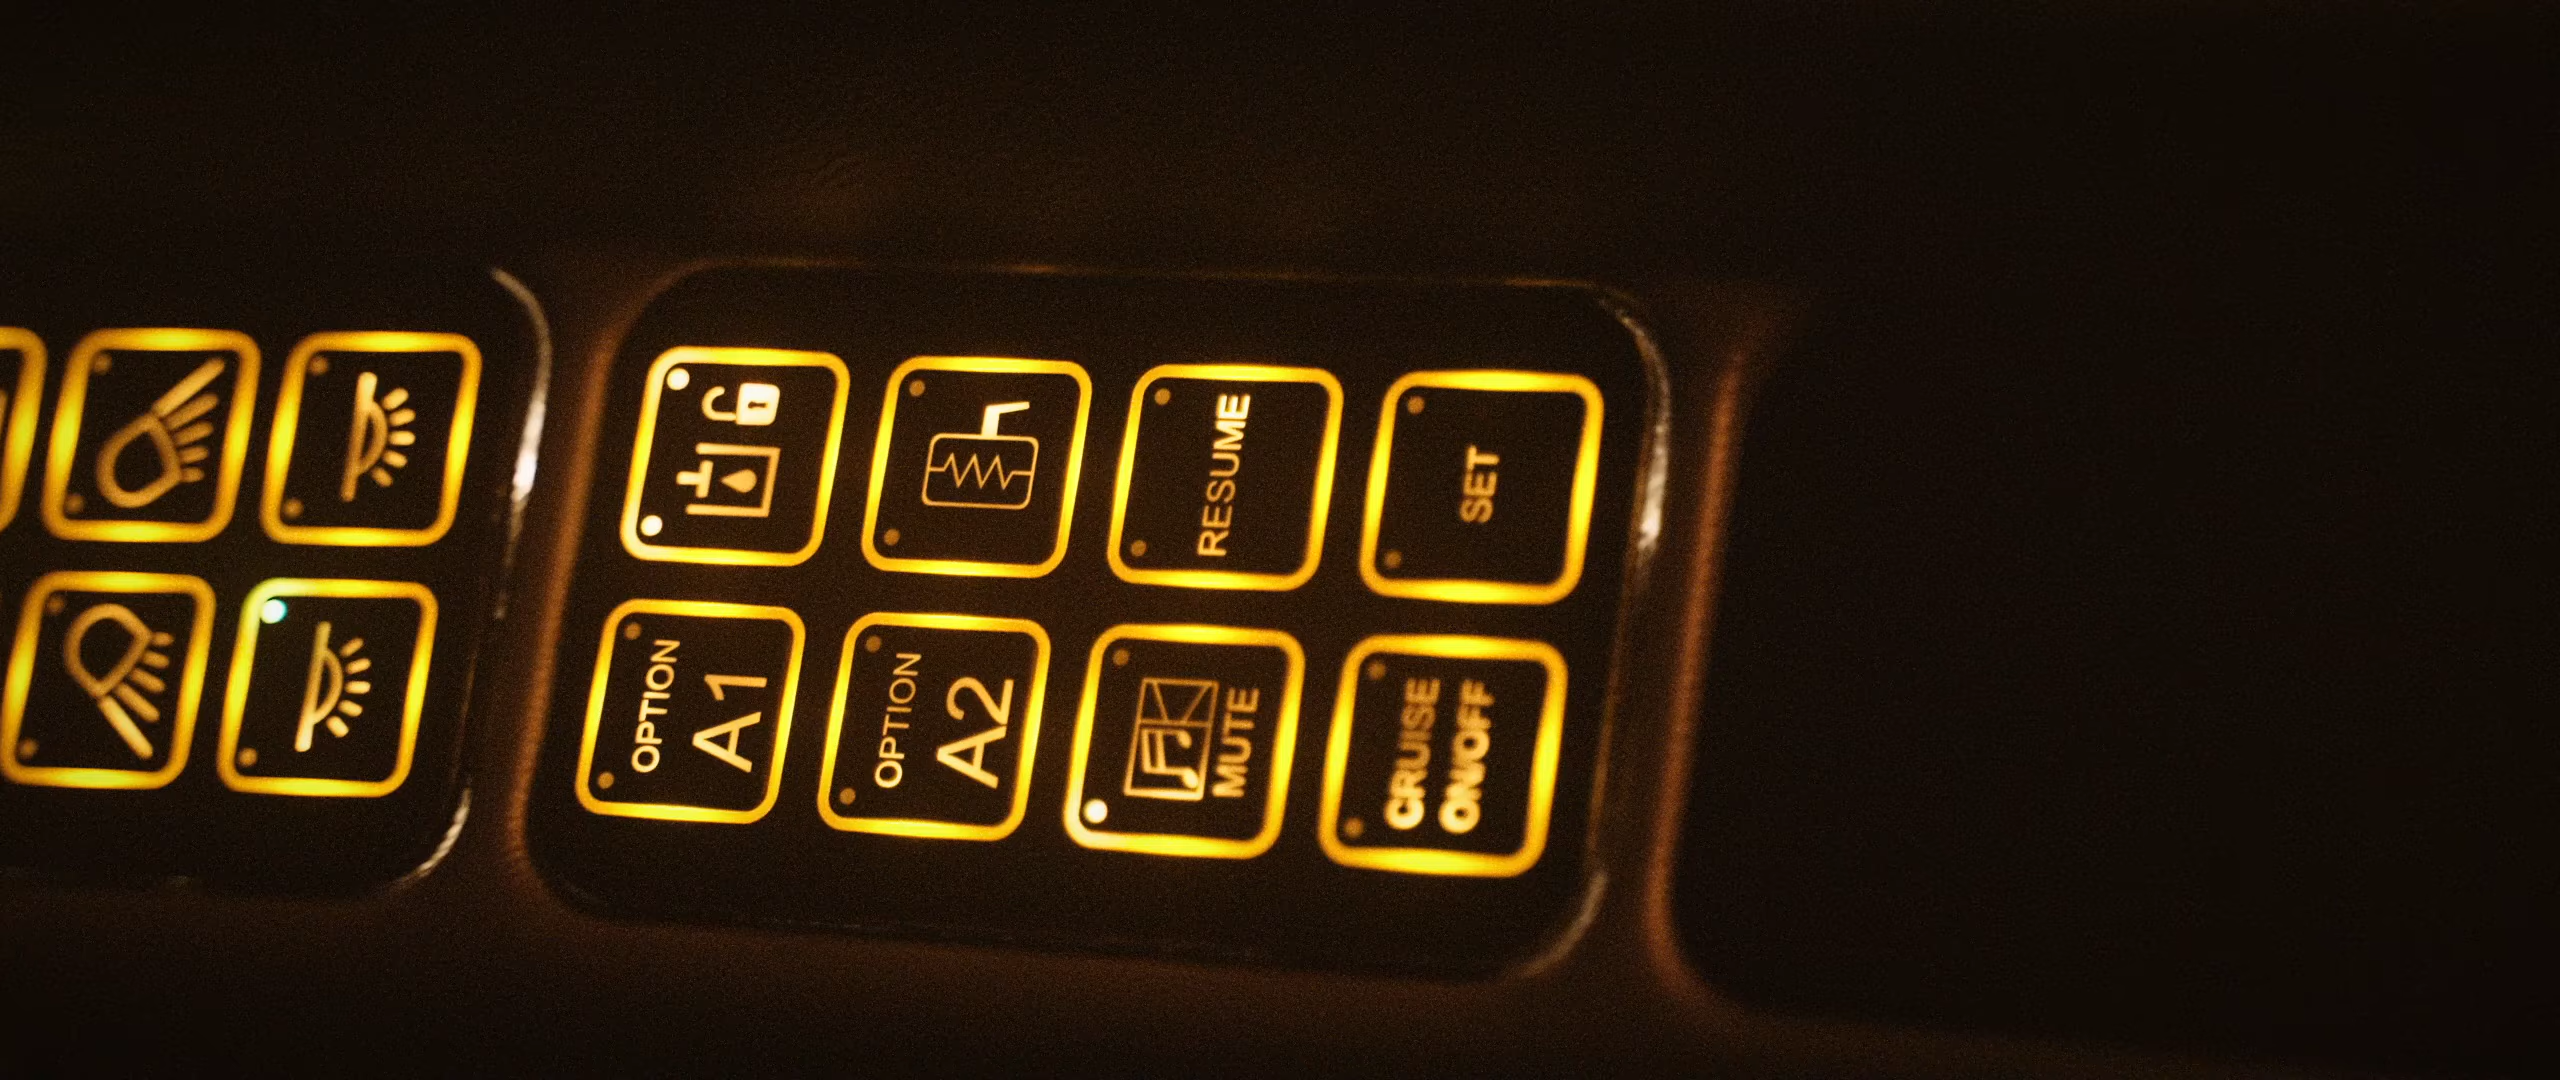 RESUME
SET
OPTION
A1
OPTION
A2
MUTE
CRUISE
ON/OFF